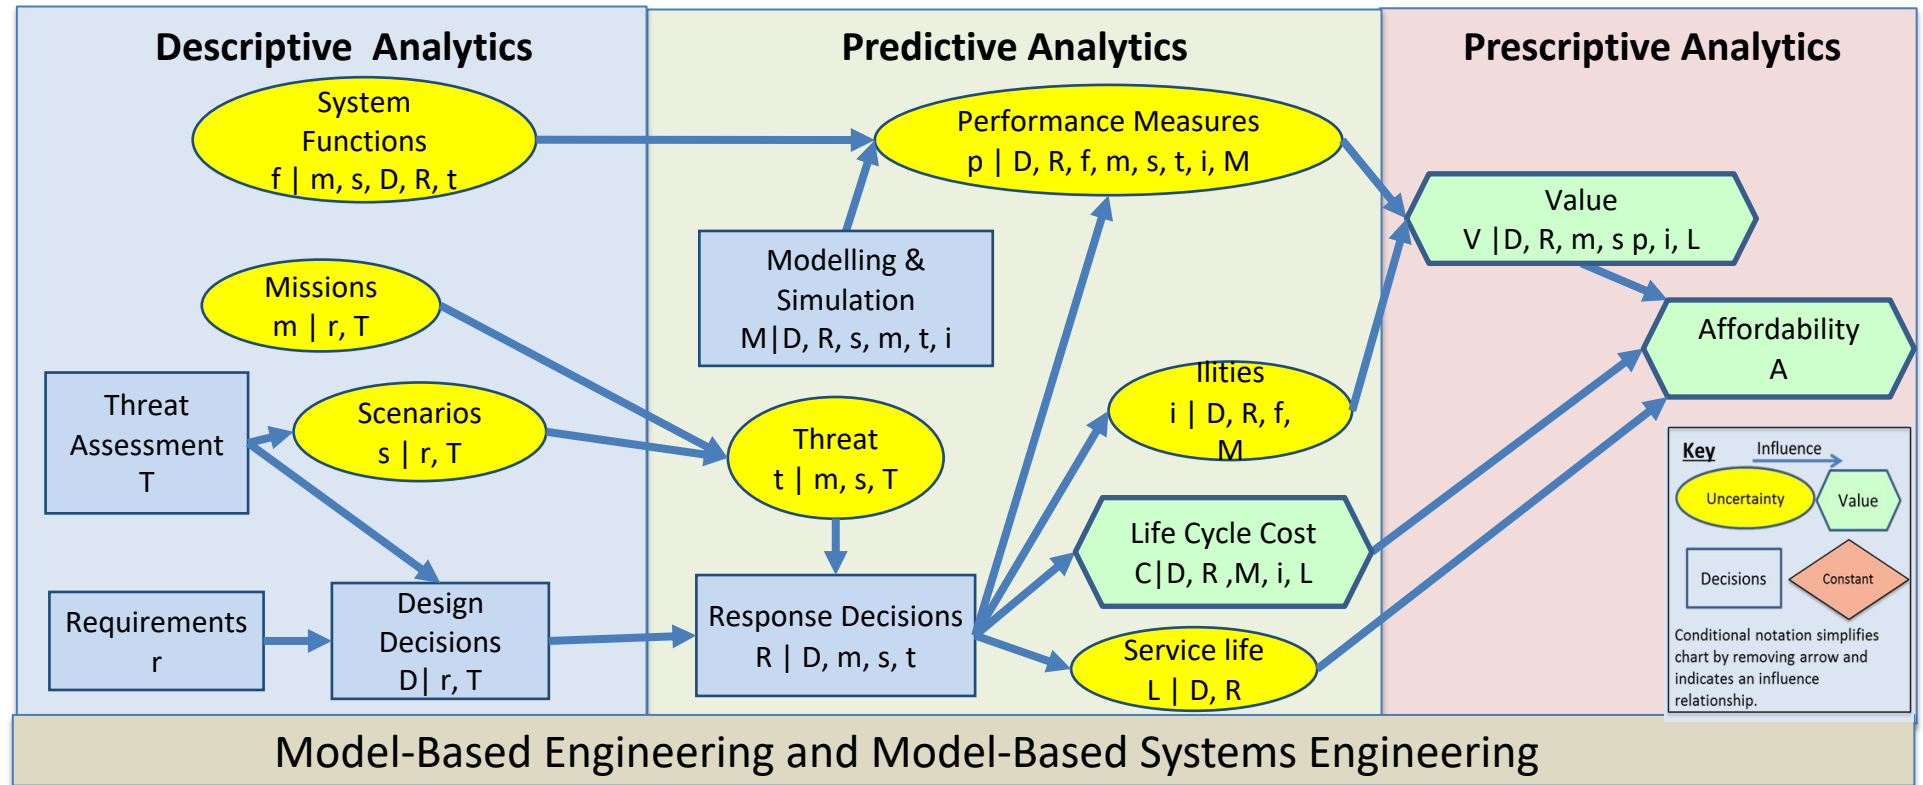 Descriptive  Analytics
Predictive Analytics
Prescriptive Analytics
System
Functions
f | m, s, D, R, t
Missions
m | r, T
Threat
Assessment
T
Scenarios
s | r, T
Requirements
r
Design
Decisions
D| r, T
Performance Measures
p | D, R, f, m, s, t, i, M
Modelling &
Simulation
M|D, R, s, m, t, i
Threat
t | m, s, T
Response Decisions
R | D, m, s, t
Ilities
i | D, R, f,
M
Life Cycle Cost
C|D, R ,M, i, L
Service life
L | D, R
Value
V |D, R, m, s p, i, L
Affordability
A
Key
Influence
Uncertainty
Value
Decisions
Constant
Conditional notation simplifies
chart by removing arrow and
indicates an influence
relationship.
Model-Based Engineering and Model-Based Systems Engineering